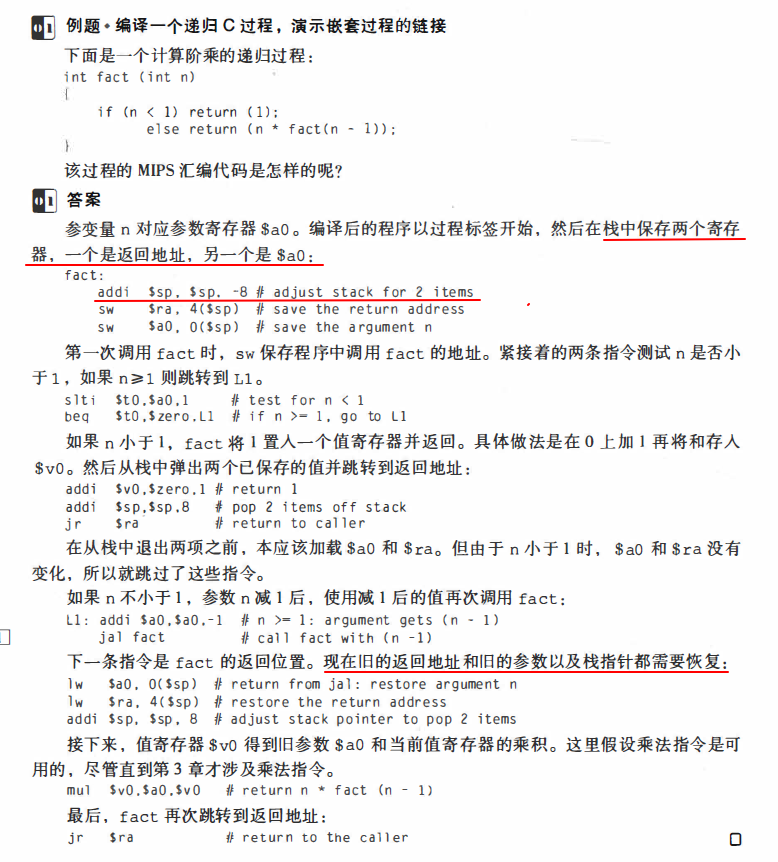 01 例题·编译一个递归 C 过程，演示嵌套过程的链接
下面是一个计算阶乘的递归过程：
int fact (int n)
{
if (n < 1) return (1);
else return (n * fact(n - 1));
}
该过程的 MIPS 汇编代码是怎样的呢？
01 答案
参变量 n 对应参数寄存器 $a0。编译后的程序以过程标签开始，然后在栈中保存两个寄存
器，一个是返回地址，另一个是 $a0：
fact:
addi $sp, $sp, -8 # adjust stack for 2 items
sw $ra, 4($sp) # save the return address
sw $a0, 0($sp) # save the argument n
第一次调用 fact 时，sw 保存程序中调用 fact 的地址。紧接着的两条指令测试 n 是否小
于 1，如果 n≥1 则跳转到 L1。
slti $t0,$a0,1 # test for n < 1
beq $t0,$zero,L1 # if n >= 1, go to L1
如果 n 小于 1，fact 将 1 置入一个值寄存器并返回。具体做法是在 0 上加 1 再将和存入
$v0。然后从栈中弹出两个已保存的值并跳转到返回地址：
addi $v0,$zero,1 # return 1
addi $sp,$sp,8 # pop 2 items off stack
jr $ra # return to caller
在从栈中退出两项之前，本应该加载 $a0 和 $ra。但由于 n 小于 1 时，$a0 和 $ra 没有
变化，所以就跳过了这些指令。
如果 n 不小于 1，参数 n 减 1 后，使用减 1 后的值再次调用 fact：
L1: addi $a0,$a0,-1 # n >= 1: argument gets (n - 1)
jal fact # call fact with (n -1)
下一条指令是 fact 的返回位置。现在旧的返回地址和旧的参数以及栈指针都需要恢复：
lw $a0, 0($sp) # return from jal: restore argument n
lw $ra, 4($sp) # restore the return address
addi $sp, $sp, 8 # adjust stack pointer to pop 2 items
接下来，值寄存器 $v0 得到旧参数 $a0 和当前值寄存器的乘积。这里假设乘法指令是可
用的，尽管直到第 3 章才涉及乘法指令。
mul $v0,$a0,$v0 # return n * fact (n - 1)
最后，fact 再次跳转到返回地址：
jr $ra # return to the caller